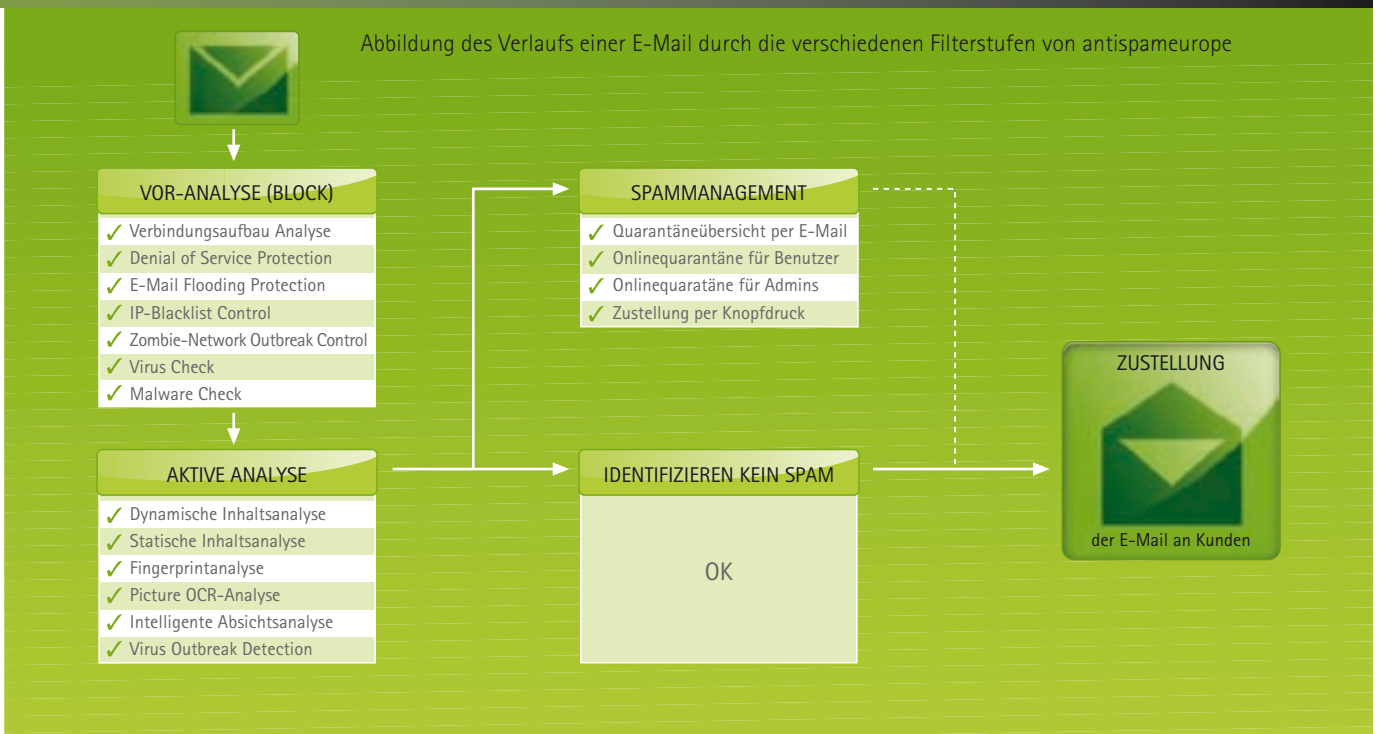 Abbildung des Verlaufs einer E-Mail durch die verschiedenen Filterstufen von antispameurope
VOR-ANALYSE (BLOCK)
Verbindungsaufbau Analyse
Denial of Service Protection
E-Mail Flooding Protection
IP-Blacklist Control
Zombie-Network Outbreak Control
Virus Check
Malware Check
AKTIVE ANALYSE
Dynamische Inhaltsanalyse
Statische Inhaltsanalyse
Fingerprintanalyse
Picture OCR-Analyse
Intelligente Absichtsanalyse
Virus Outbreak Detection
SPAMMANAGEMENT
Quarantäneübersicht per E-Mail
Onlinequarantäne für Benutzer
Onlinequaratäne für Admins
Zustellung per Knopfdruck
IDENTIFIZIEREN KEIN SPAM
OK
ZUSTELLUNG
der E-Mail an Kunden